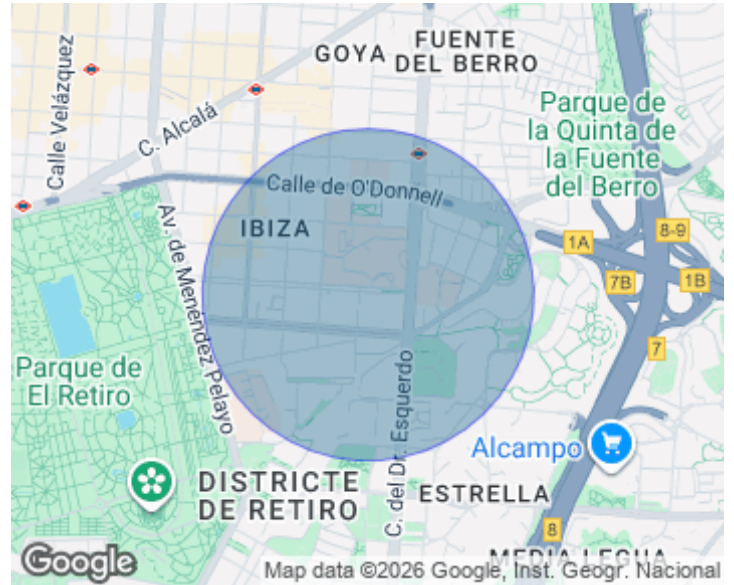 Calle Velázquez
GOYA
FUENTE
DEL BERRO
C. Alcalá
Parque de
la Quinta de
la Fuente
del Berro
Calle de O'Donnell
IBIZA
Av. de Menéndez Pelayo
8-9
1A
7B
1B
7
Parque de
El Retiro
C. del Dr. Esquerdo
Alcampo
DISTRICTE
DE RETIRO
ESTRELLA
8
MEDIA LEGUA
Google
Map data ©2026 Google, Inst. Geogr. Nacional